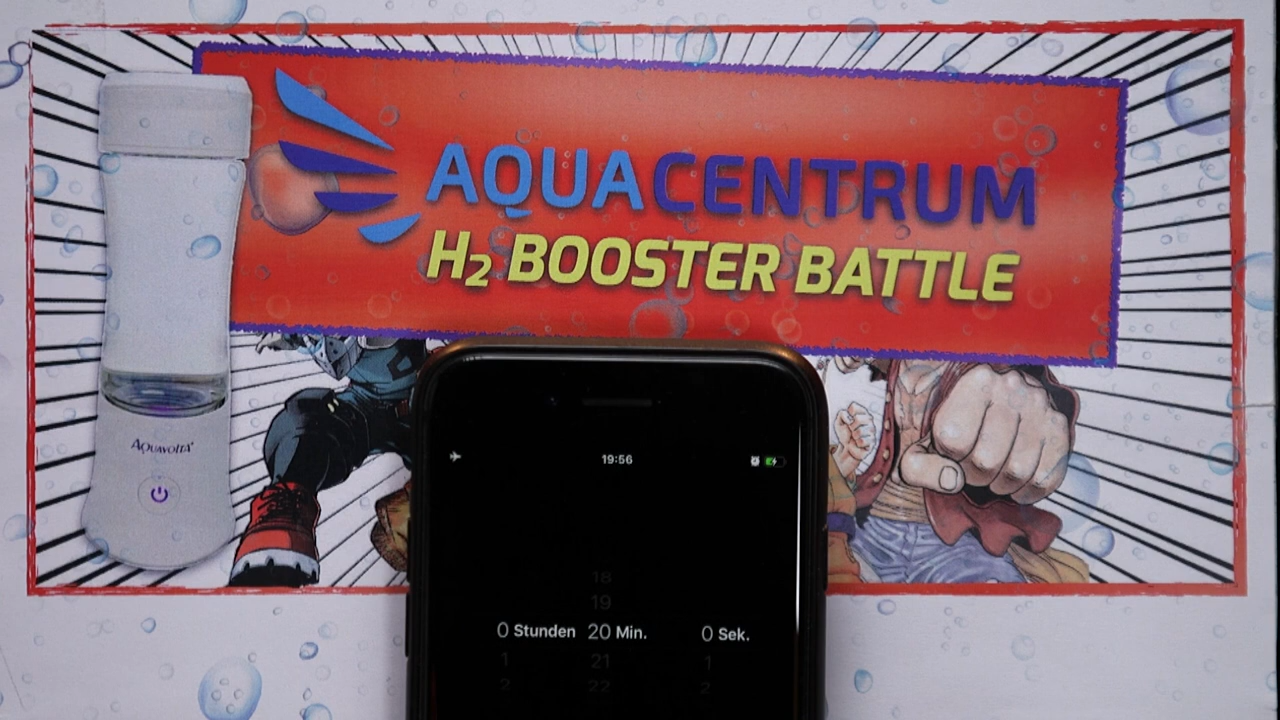 AQUACENTRUM
H₂ BOOSTER BATTLE
AQUAVOLTA
19:56
18
19
0 Stunden 20 Min. 0 Sek.
1 21 1
2 22 2